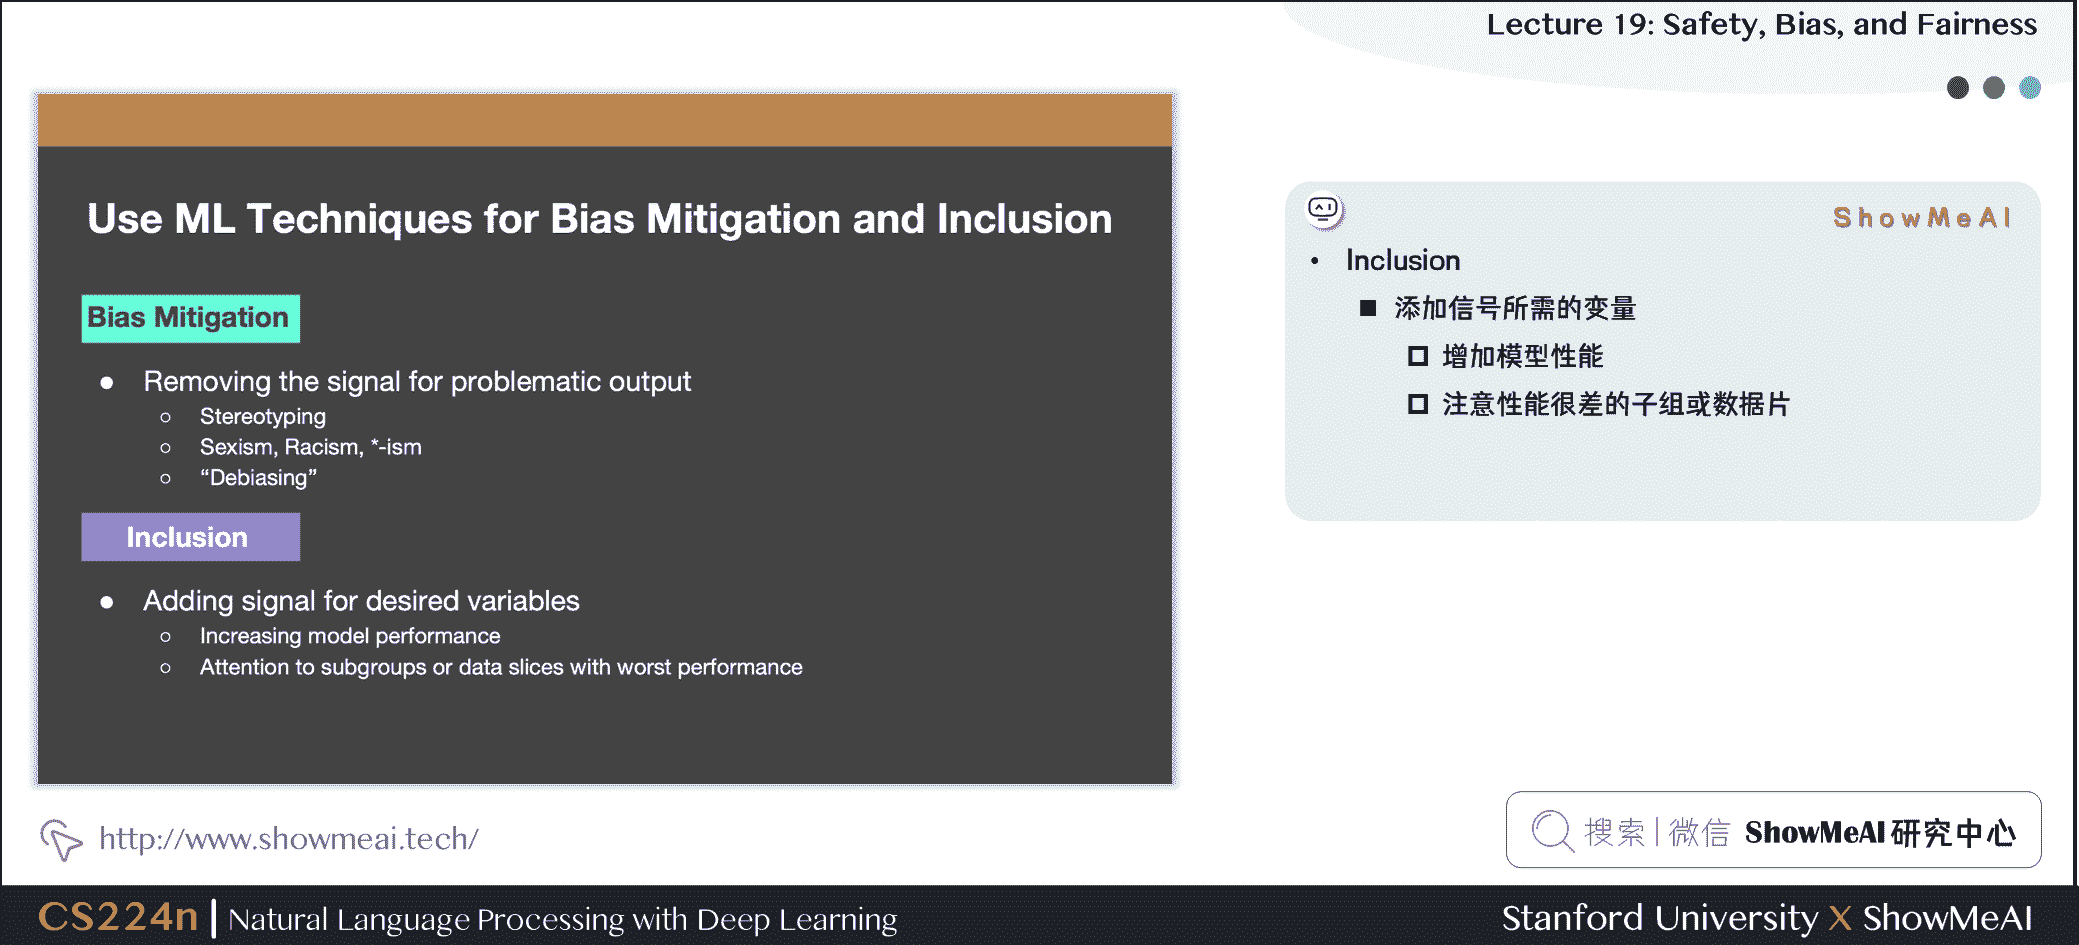 Lecture 19: Safety, Bias, and Fairness
Use ML Techniques for Bias Mitigation and Inclusion
Bias Mitigation
● Removing the signal for problematic output
○ Stereotyping
○ Sexism, Racism, *-ism
○ “Debiasing”
Inclusion
● Adding signal for desired variables
○ Increasing model performance
○ Attention to subgroups or data slices with worst performance
ShowMeAI
• Inclusion
■ 添加信号所需的变量
□ 增加模型性能
□ 注意性能很差的子组或数据片
http://www.showmeai.tech/
搜索 | 微信 ShowMeAI 研究中心
CS224n | Natural Language Processing with Deep Learning
Stanford University X ShowMeAI